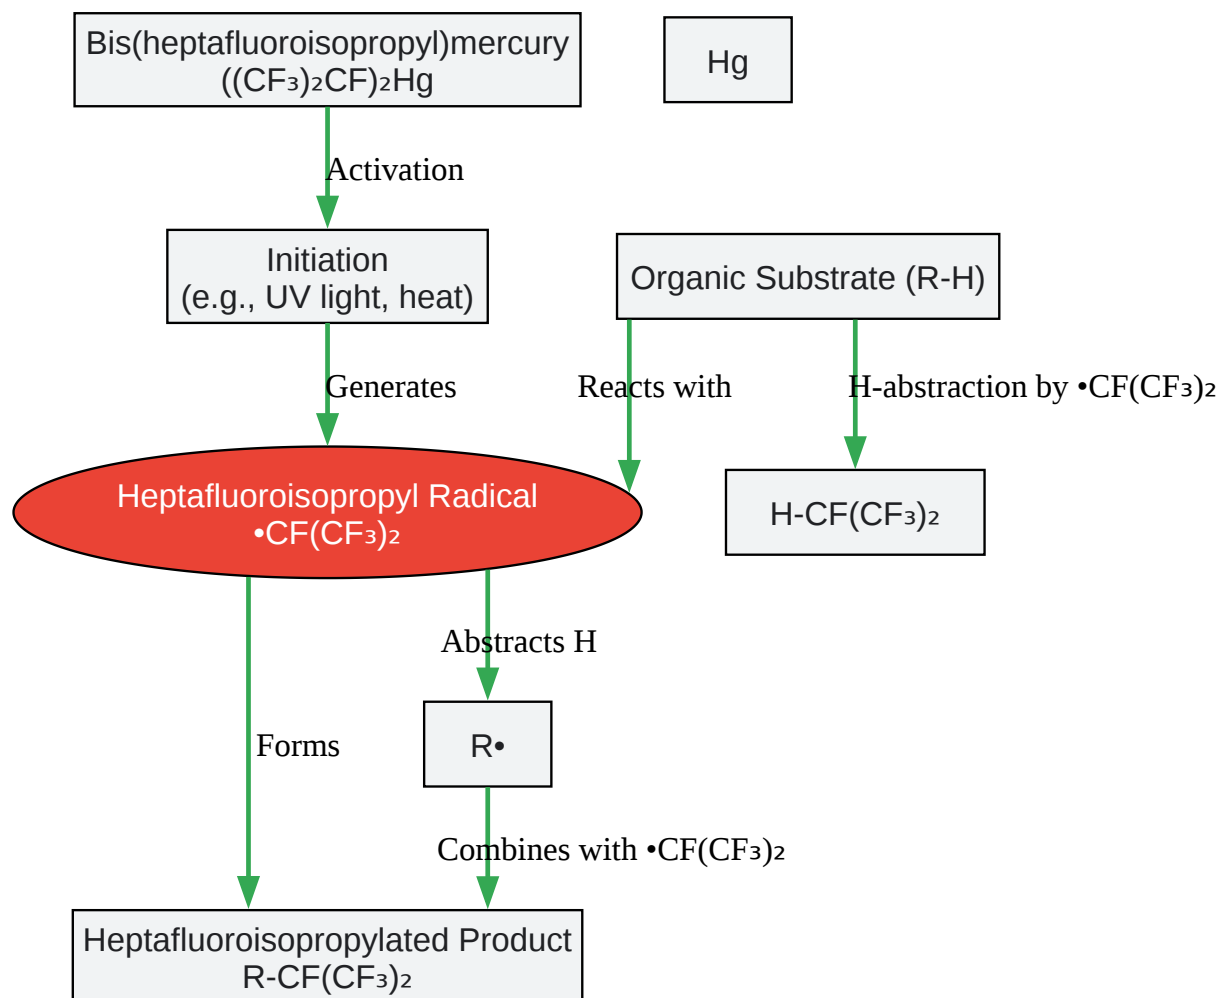 Bis(heptafluoroisopropyl)mercury
((CF₃)₂CF)₂Hg
Hg
Activation
Initiation
(e.g., UV light, heat)
Organic Substrate (R-H)
Generates
Reacts with
H-abstraction by •CF(CF₃)₂
Heptafluoroisopropyl Radical
•CF(CF₃)₂
H-CF(CF₃)₂
Abstracts H
Forms
R•
Combines with •CF(CF₃)₂
Heptafluoroisopropylated Product
R-CF(CF₃)₂